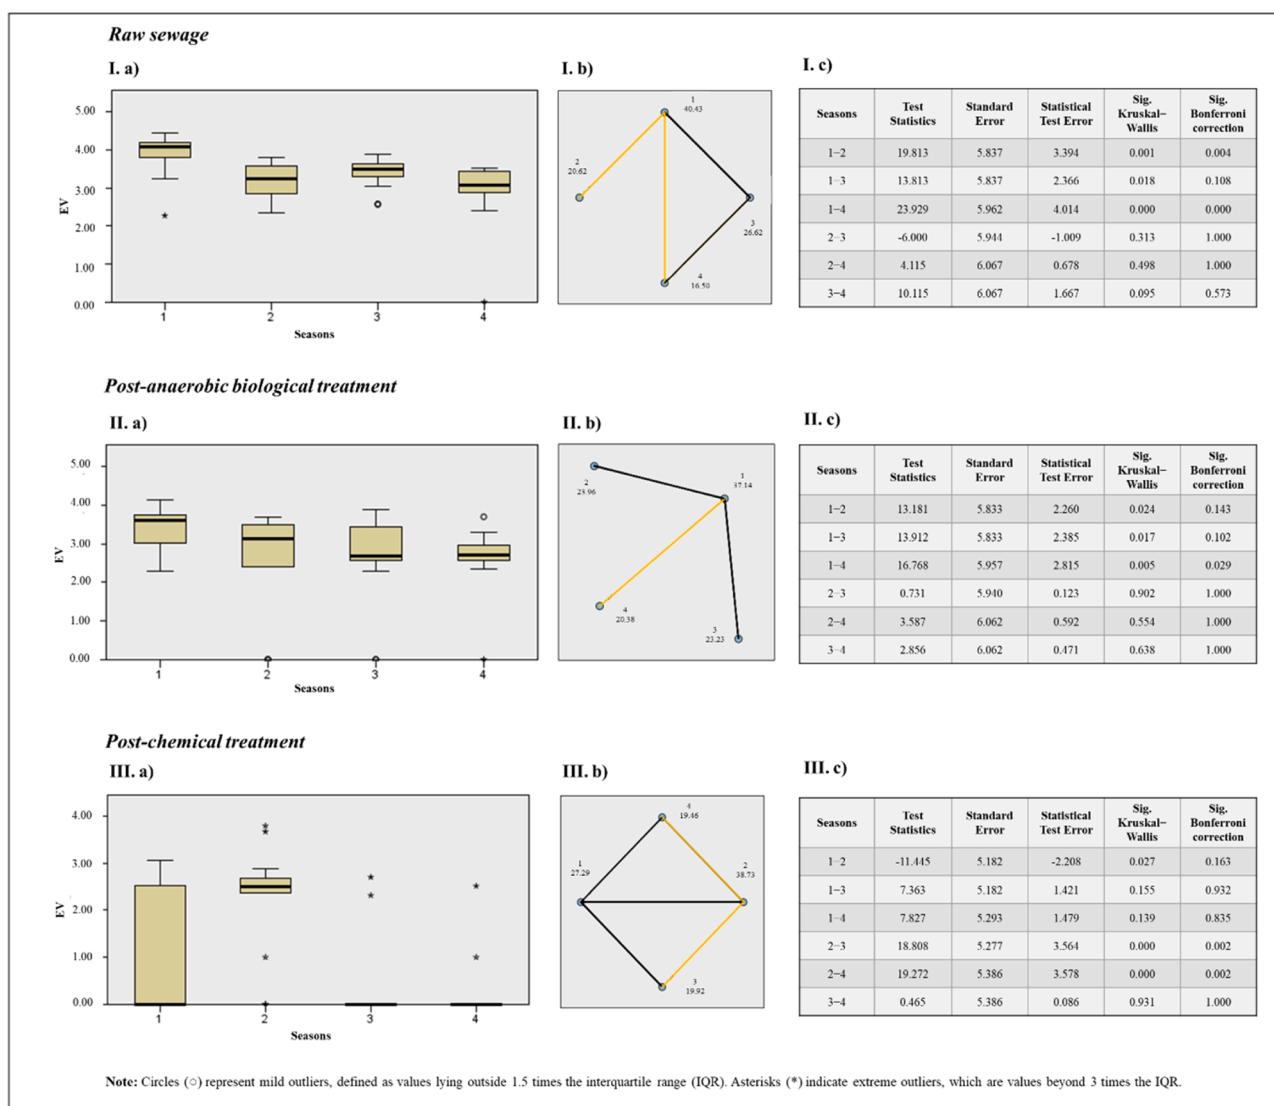 Raw sewage
I. a)
5.00
4.00
3.00
2.00
1.00
0.00
EV
1 2 3 4
Seasons
I. b)
1
40.43
2
20.62
3
26.62
4
16.50
I. c)
Seasons Test Statistics Standard Error Statistical Test Error Sig. Kruskal–Wallis Sig. Bonferroni correction
1–2 19.813 5.837 3.394 0.001 0.004
1–3 13.813 5.837 2.366 0.018 0.108
1–4 23.929 5.962 4.014 0.000 0.000
2–3 -6.000 5.944 -1.009 0.313 1.000
2–4 4.115 6.067 0.678 0.498 1.000
3–4 10.115 6.067 1.667 0.095 0.573
Post-anaerobic biological treatment
II. a)
5.00
4.00
3.00
2.00
1.00
0.00
EV
1 2 3 4
Seasons
II. b)
2
23.96
1
37.14
4
20.38
3
23.23
II. c)
Seasons Test Statistics Standard Error Statistical Test Error Sig. Kruskal–Wallis Sig. Bonferroni correction
1–2 13.181 5.833 2.260 0.024 0.143
1–3 13.912 5.833 2.385 0.017 0.102
1–4 16.768 5.957 2.815 0.005 0.029
2–3 0.731 5.940 0.123 0.902 1.000
2–4 3.587 6.062 0.592 0.554 1.000
3–4 2.856 6.062 0.471 0.638 1.000
Post-chemical treatment
III. a)
4.00
3.00
2.00
1.00
0.00
EV
1 2 3 4
Seasons
III. b)
4
19.46
1
27.29
2
38.73
3
19.92
III. c)
Seasons Test Statistics Standard Error Statistical Test Error Sig. Kruskal–Wallis Sig. Bonferroni correction
1–2 -11.445 5.182 -2.208 0.027 0.163
1–3 7.363 5.182 1.421 0.155 0.932
1–4 7.827 5.293 1.479 0.139 0.835
2–3 18.808 5.277 3.564 0.000 0.002
2–4 19.272 5.386 3.578 0.000 0.002
3–4 0.465 5.386 0.086 0.931 1.000
Note: Circles (○) represent mild outliers, defined as values lying outside 1.5 times the interquartile range (IQR). Asterisks (*) indicate extreme outliers, which are values beyond 3 times the IQR.